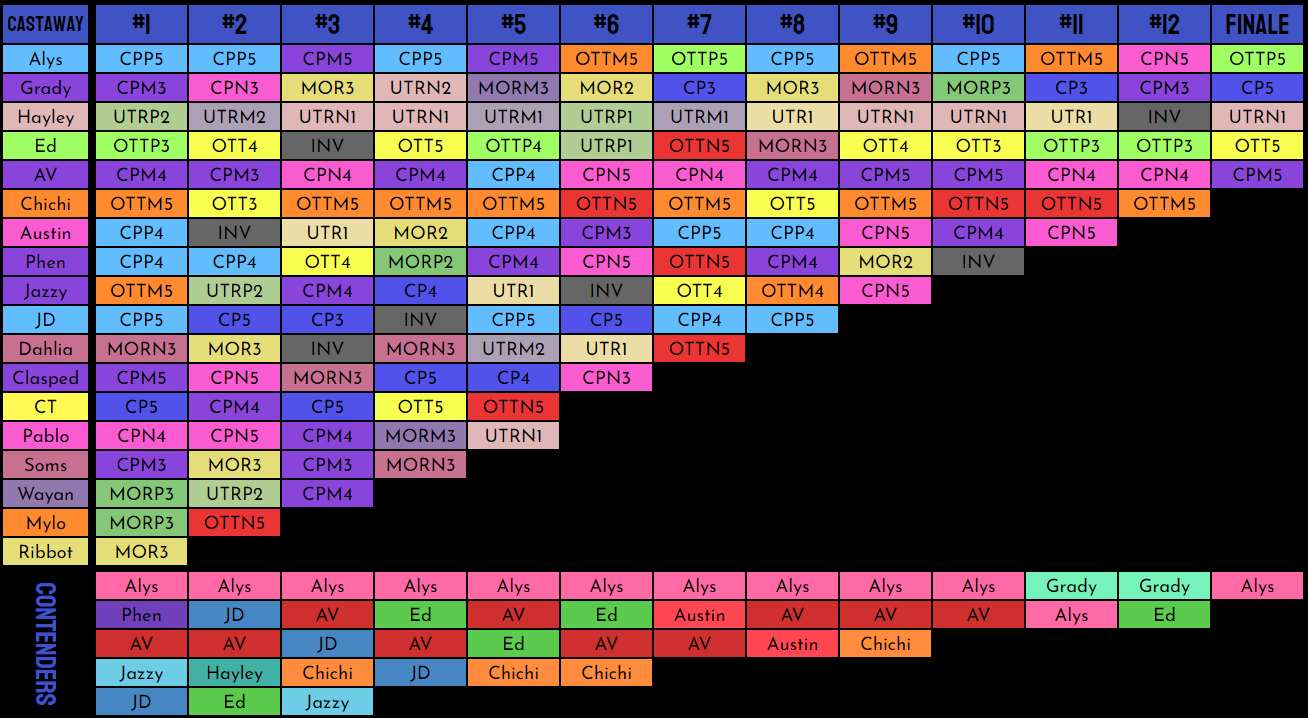 CASTAWAY #1 #2 #3 #4 #5 #6 #7 #8 #9 #10 #11 #12 FINALE
Alys CPP5 CPP5 CPM5 CPP5 CPM5 OTTM5 OTTP5 CPP5 OTTM5 CPP5 OTTM5 CPN5 OTTP5
Grady CPM3 CPN3 MOR3 UTRN2 MORM3 MOR2 CP3 MOR3 MORN3 MORP3 CP3 CPM3 CP5
Hayley UTRP2 UTRM2 UTRN1 UTRN1 UTRM1 UTRP1 UTRM1 UTR1 UTRN1 UTRN1 UTR1 INV UTRN1
Ed OTTP3 OTT4 INV OTT5 OTTP4 UTRP1 OTTN5 MORN3 OTT4 OTT3 OTTP3 OTTP3 OTT5
AV CPM4 CPM3 CPN4 CPM4 CPP4 CPN5 CPN4 CPM4 CPM5 CPM5 CPN4 CPN4 CPM5
Chichi OTTM5 OTT3 OTTM5 OTTM5 OTTM5 OTTN5 OTTM5 OTT5 OTTM5 OTTN5 OTTN5 OTTM5
Austin CPP4 INV UTR1 MOR2 CPP4 CPM3 CPP5 CPP4 CPN5 CPM4 CPN5
Phen CPP4 CPP4 OTT4 MORP2 CPM4 CPN5 OTTN5 CPM4 MOR2 INV
Jazzy OTTM5 UTRP2 CPM4 CP4 UTR1 INV OTT4 OTTM4 CPN5
JD CPP5 CP5 CP3 INV CPP5 CP5 CPP4 CPP5
Dahlia MORN3 MOR3 INV MORN3 UTRM2 UTR1 OTTN5
Clasped CPM5 CPN5 MORN3 CP5 CP4 CPN3
CT CP5 CPM4 CP5 OTT5 OTTN5
Pablo CPN4 CPN5 CPM4 MORM3 UTRN1
Soms CPM3 MOR3 CPM3 MORN3
Wayan MORP3 UTRP2 CPM4
Mylo MORP3 OTTN5
Ribbot MOR3
CONTENDERS
Alys Alys Alys Alys Alys Alys Alys Alys Alys Alys Grady Grady Alys
Phen JD AV Ed AV Ed Austin AV AV AV Alys Ed
AV AV JD AV Ed AV AV Austin Chichi
Jazzy Hayley Chichi JD Chichi Chichi
JD Ed Jazzy